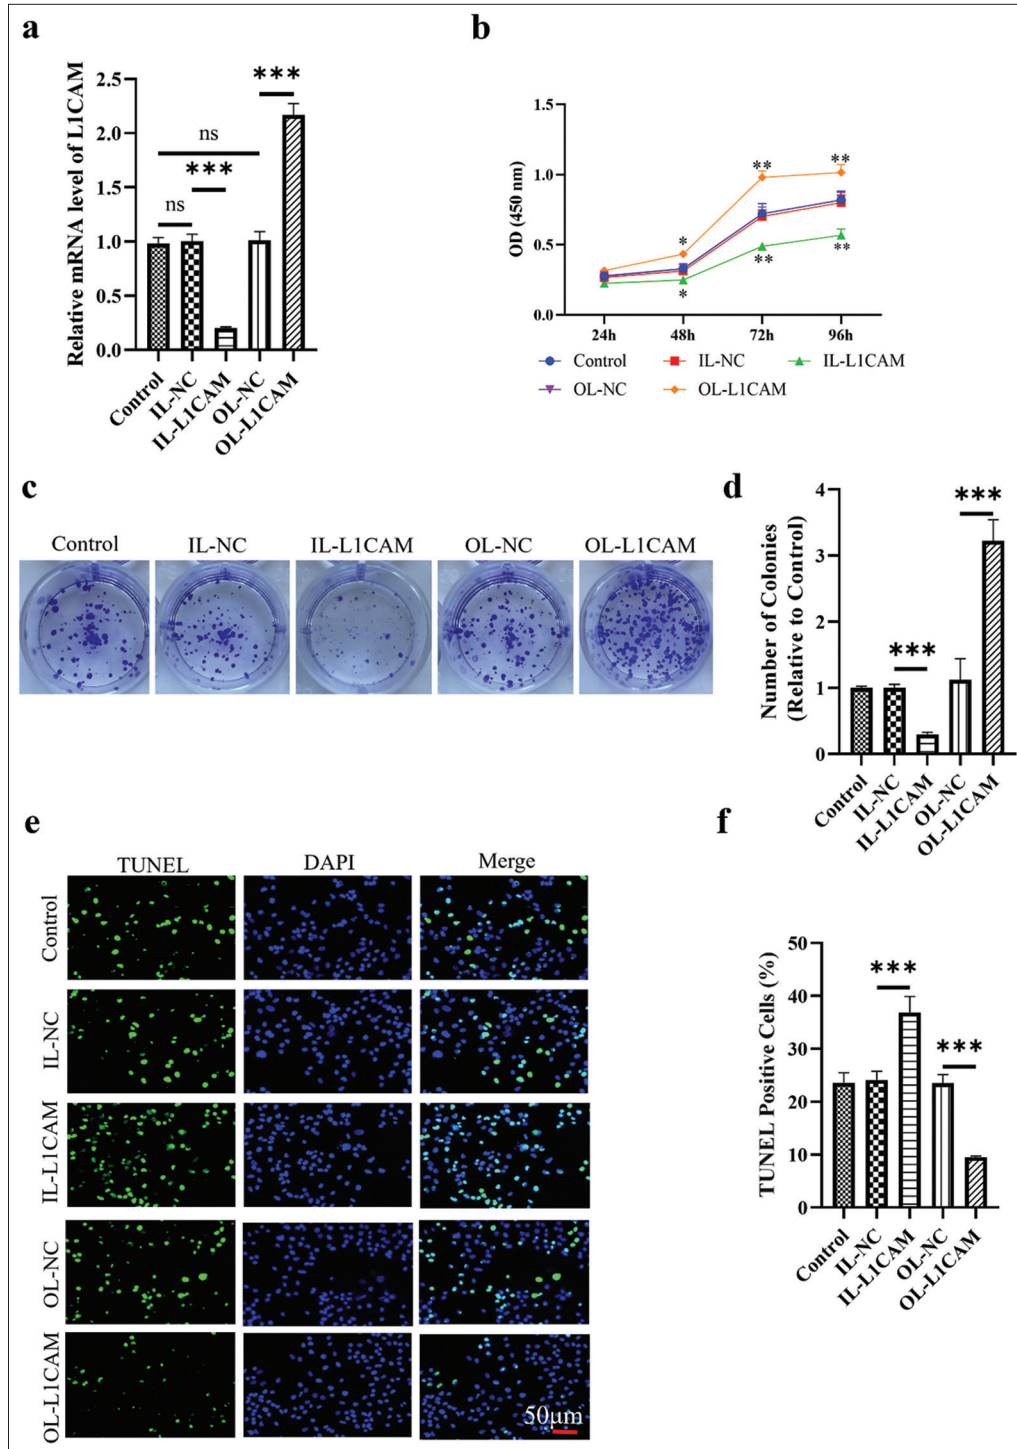 a
Relative mRNA level of L1CAM
2.5
2.0
1.5
1.0
0.5
0.0
ns
***
ns
***
Control
IL-NC
IL-L1CAM
OL-NC
OL-L1CAM
b
OD (450 nm)
1.5
1.0
0.5
0.0
*
*
**
**
**
**
24h 48h 72h 96h
Control IL-NC IL-L1CAM
OL-NC OL-L1CAM
c
Control IL-NC IL-L1CAM OL-NC OL-L1CAM
d
Number of Colonies
(Relative to Control)
4
3
2
1
0
***
***
Control
IL-NC
IL-L1CAM
OL-NC
OL-L1CAM
e
TUNEL DAPI Merge
Control
IL-NC
IL-L1CAM
OL-NC
OL-L1CAM
50μm
f
TUNEL Positive Cells (%)
50
40
30
20
10
0
***
***
Control
IL-NC
IL-L1CAM
OL-NC
OL-L1CAM